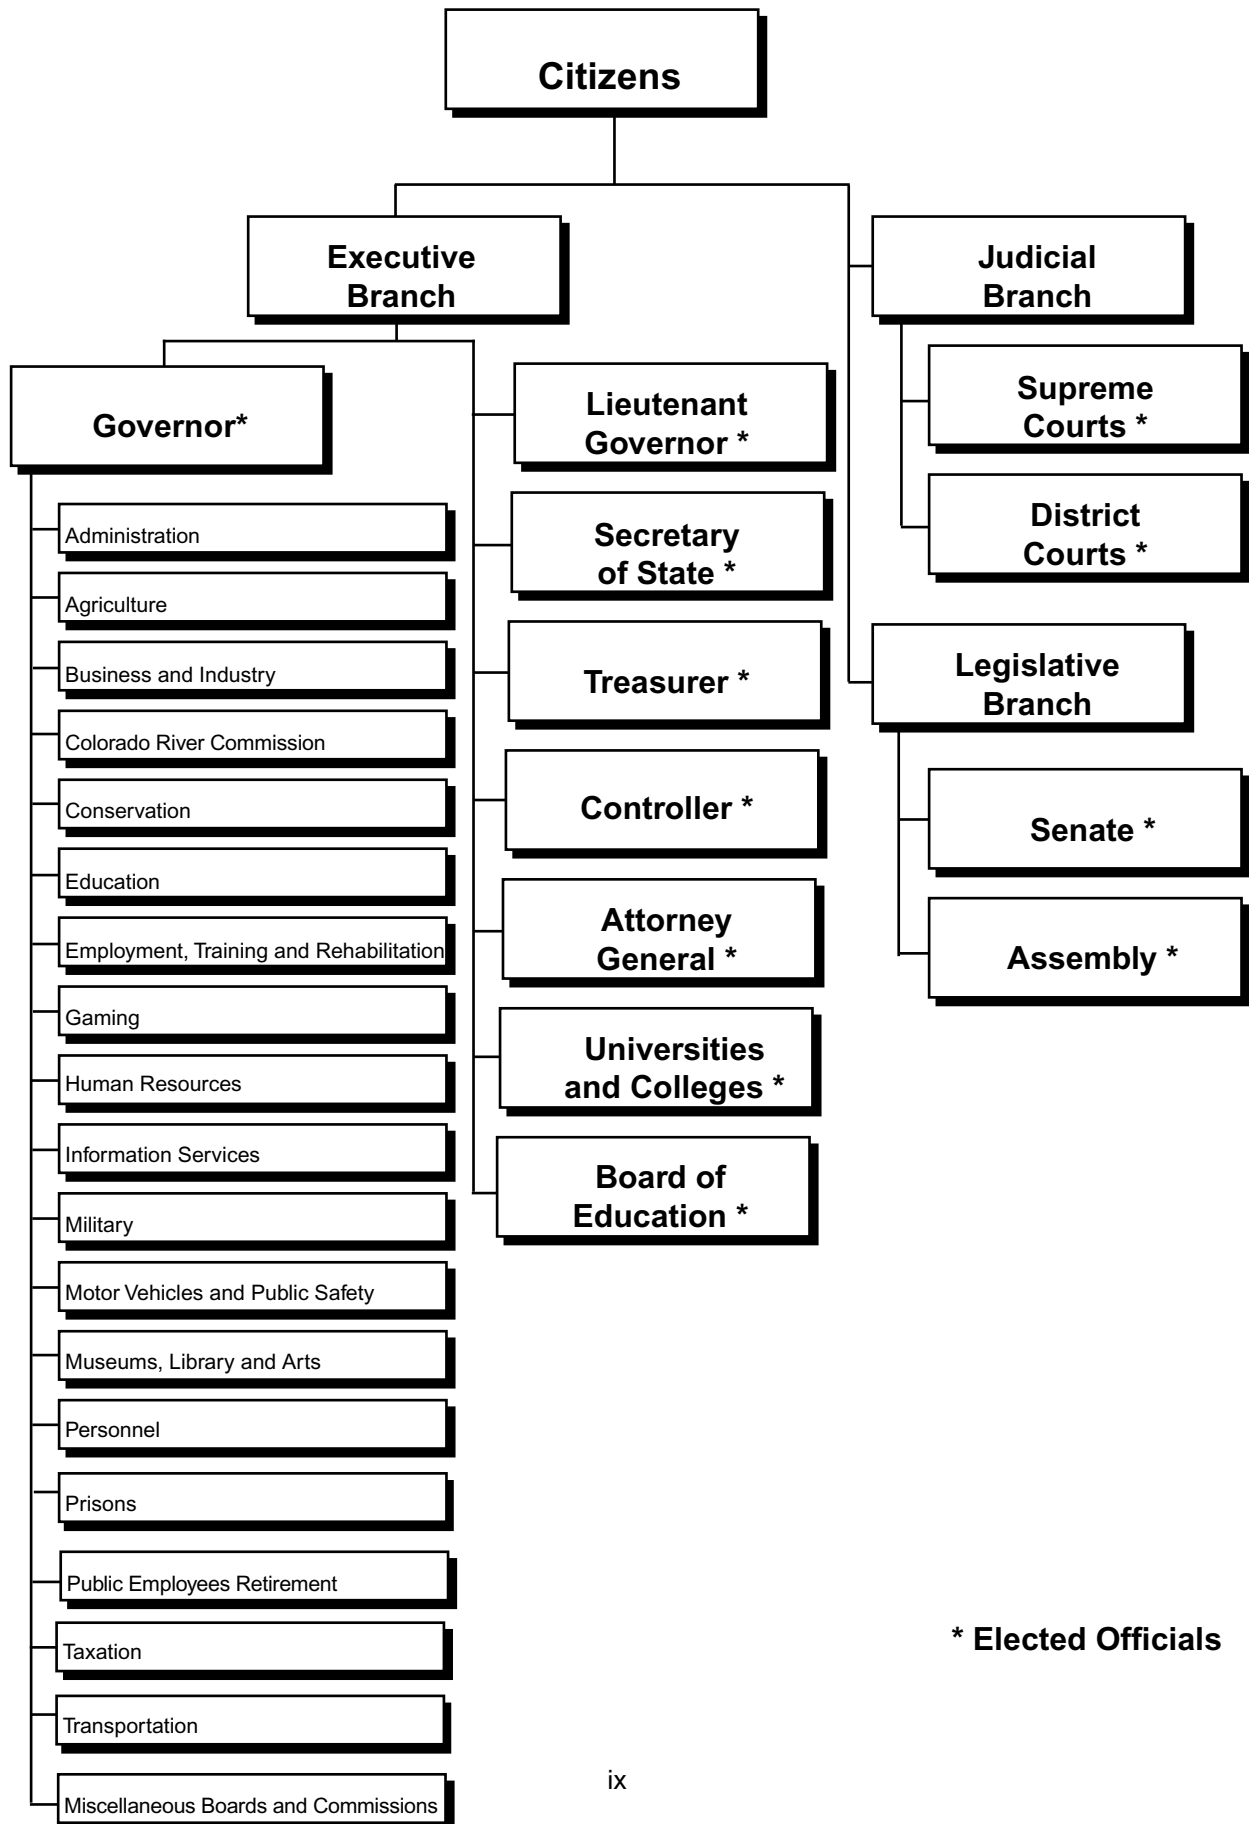 Citizens
Executive
Branch
Judicial
Branch
Governor*
Administration
Agriculture
Business and Industry
Colorado River Commission
Conservation
Education
Employment, Training and Rehabilitation
Gaming
Human Resources
Information Services
Military
Motor Vehicles and Public Safety
Museums, Library and Arts
Personnel
Prisons
Public Employees Retirement
Taxation
Transportation
Miscellaneous Boards and Commissions
Lieutenant
Governor *
Secretary
of State *
Treasurer *
Controller *
Attorney
General *
Universities
and Colleges *
Board of
Education *
Supreme
Courts *
District
Courts *
Legislative
Branch
Senate *
Assembly *
* Elected Officials
ix